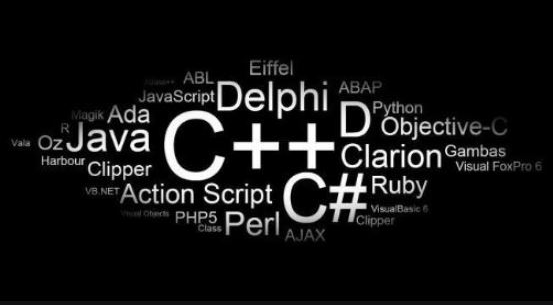 Eiffel
ABL
ABAP
JavaScript
Delphi
Python
Magik
Ada
D
Objective-C
R
Vala
Oz
Java
C++
Clarion
Gambas
Harbour
Clipper
Visual FoxPro 6
VB.NET
Action Script
C#
Ruby
Visual Objects
PHP5
Perl
VisualBasic 6
Class
Clipper
AJAX